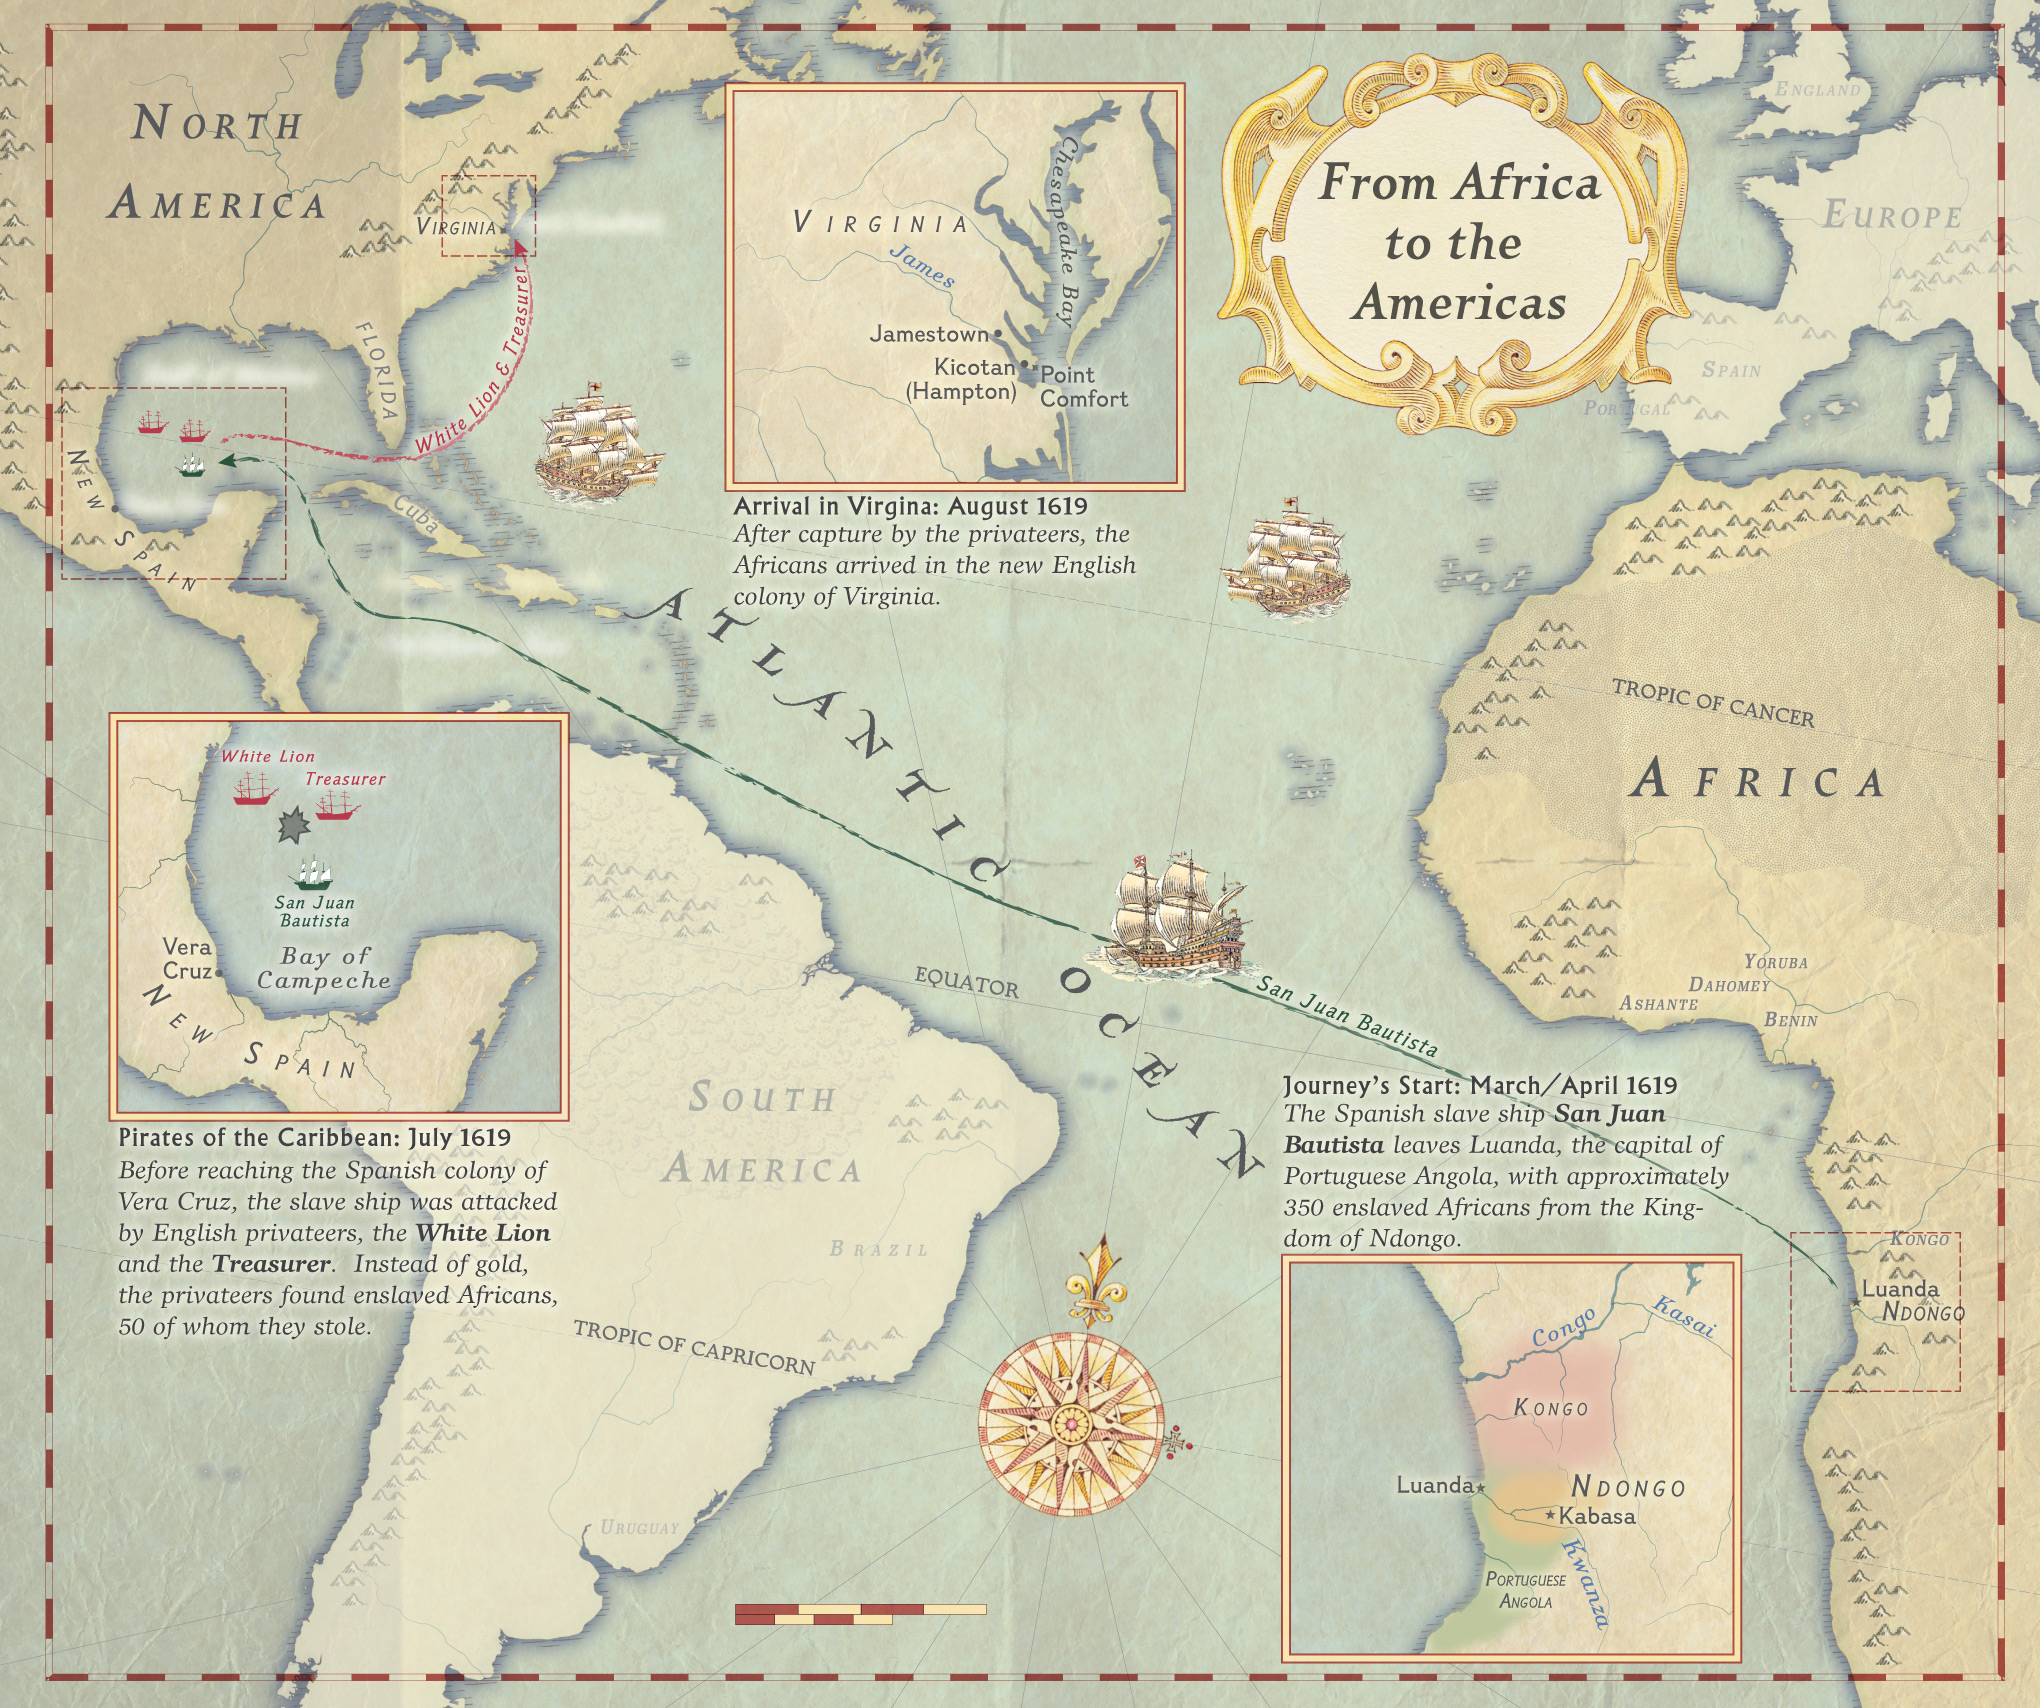 From Africa
to the
Americas
NORTH
AMERICA
VIRGINIA
FLORIDA
White Lion & Treasurer
NEW SPAIN
Cuba
ENGLAND
EUROPE
SPAIN
PORTUGAL
VIRGINIA
James
Chesapeake Bay
Jamestown
Kicotan
(Hampton)
Point
Comfort
Arrival in Virgina: August 1619
After capture by the privateers, the
Africans arrived in the new English
colony of Virginia.
ATLANTIC OCEAN
TROPIC OF CANCER
AFRICA
YORUBA
DAHOMEY
ASHANTE
BENIN
EQUATOR
San Juan Bautista
White Lion
Treasurer
San Juan
Bautista
Vera
Cruz
Bay of
Campeche
NEW SPAIN
Pirates of the Caribbean: July 1619
Before reaching the Spanish colony of
Vera Cruz, the slave ship was attacked
by English privateers, the White Lion
and the Treasurer.  Instead of gold,
the privateers found enslaved Africans,
50 of whom they stole.
SOUTH
AMERICA
BRAZIL
TROPIC OF CAPRICORN
URUGUAY
Journey’s Start: March/April 1619
The Spanish slave ship San Juan
Bautista leaves Luanda, the capital of
Portuguese Angola, with approximately
350 enslaved Africans from the King-
dom of Ndongo.
KONGO
Luanda
NDONGO
Congo
Kasai
KONGO
Luanda
NDONGO
Kabasa
Kwanza
PORTUGUESE
ANGOLA